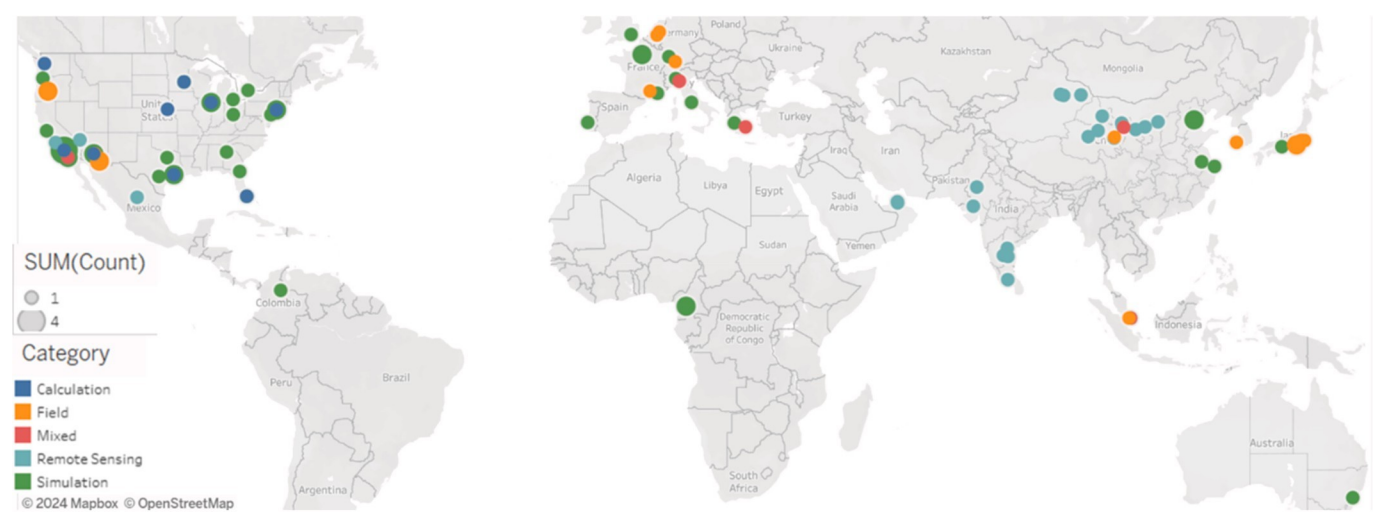 Poland
Germany
Ukraine
Kazakhstan
Mongolia
France
United
States
Spain
Turkey
Iraq
Iran
Algeria
Libya
Egypt
Saudi
Arabia
Pakistan
India
Mexico
Sudan
Yemen
SUM(Count)
1
4
Colombia
Democratic
Republic
of Congo
Indonesia
Category
Peru
Brazil
Calculation
Field
Mixed
Remote Sensing
Simulation
Australia
South
Africa
Argentina
© 2024 Mapbox © OpenStreetMap